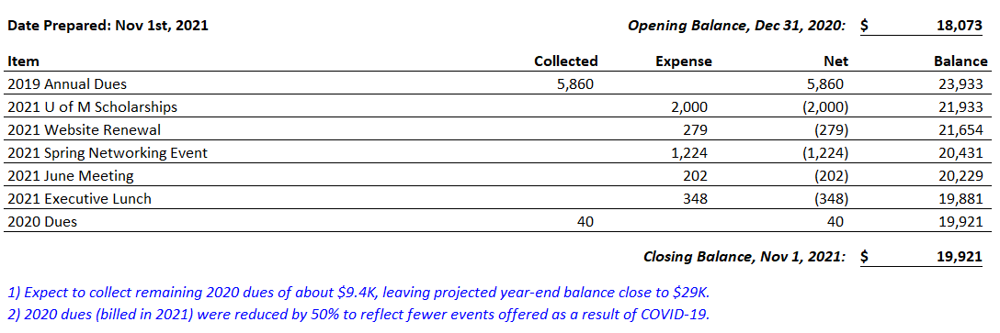 Date Prepared: Nov 1st, 2021 Opening Balance, Dec 31, 2020: $ 18,073
Item Collected Expense Net Balance
2019 Annual Dues 5,860 5,860 23,933
2021 U of M Scholarships 2,000 (2,000) 21,933
2021 Website Renewal 279 (279) 21,654
2021 Spring Networking Event 1,224 (1,224) 20,431
2021 June Meeting 202 (202) 20,229
2021 Executive Lunch 348 (348) 19,881
2020 Dues 40 40 19,921
Closing Balance, Nov 1, 2021: $ 19,921
1) Expect to collect remaining 2020 dues of about $9.4K, leaving projected year-end balance close to $29K.
2) 2020 dues (billed in 2021) were reduced by 50% to reflect fewer events offered as a result of COVID-19.